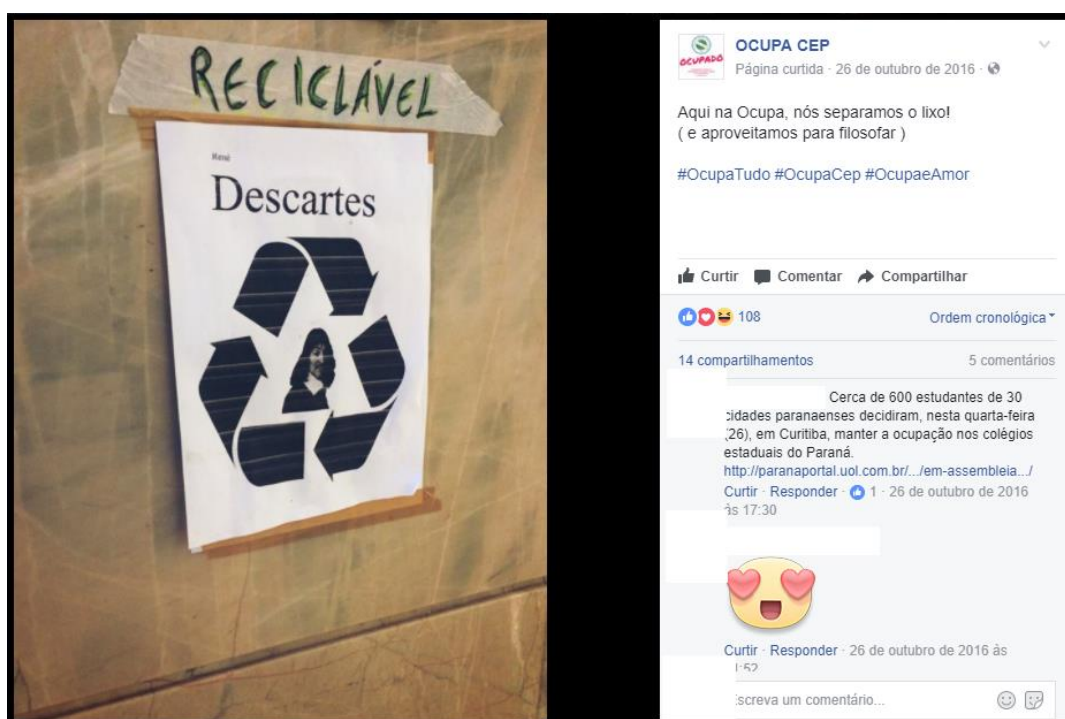 RECICLÁVEL
René
Descartes
OCUPADO
OCUPA CEP
Página curtida · 26 de outubro de 2016 ·
Aqui na Ocupa, nós separamos o lixo!
( e aproveitamos para filosofar )
#OcupaTudo #OcupaCep #OcupaeAmor
Curtir Comentar Compartilhar
108 Ordem cronológica
14 compartilhamentos 5 comentários
Cerca de 600 estudantes de 30
cidades paranaenses decidiram, nesta quarta-feira
(26), em Curitiba, manter a ocupação nos colégios
estaduais do Paraná.
http://paranaportal.uol.com.br/.../em-assembleia.../
Curtir · Responder · 1 · 26 de outubro de 2016
às 17:30
Curtir · Responder · 26 de outubro de 2016 às
:52
Escreva um comentário...